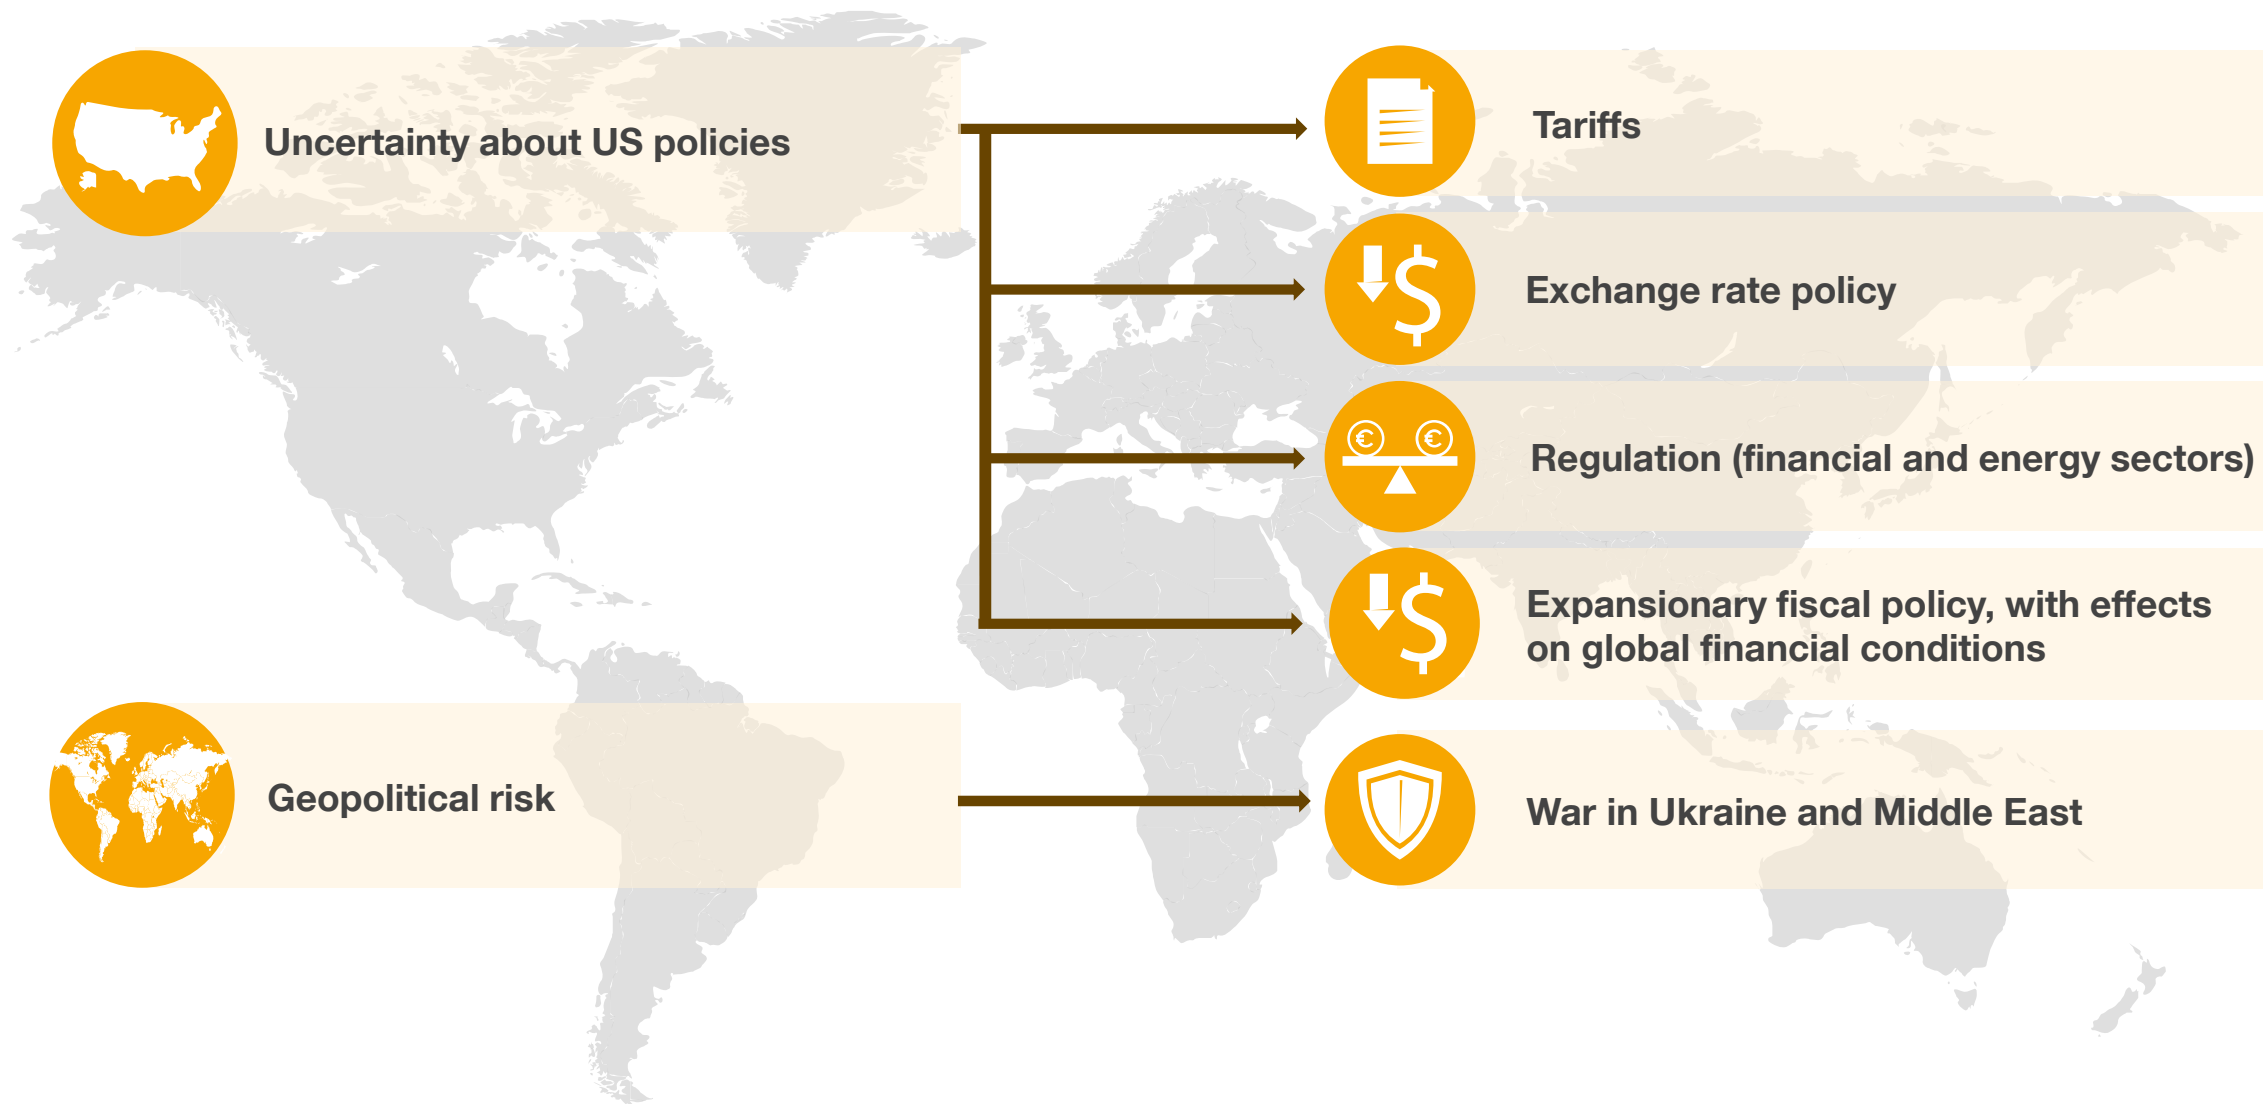 Uncertainty about US policies
Tariffs
Exchange rate policy
Regulation (financial and energy sectors)
Expansionary fiscal policy, with effects
on global financial conditions
Geopolitical risk
War in Ukraine and Middle East